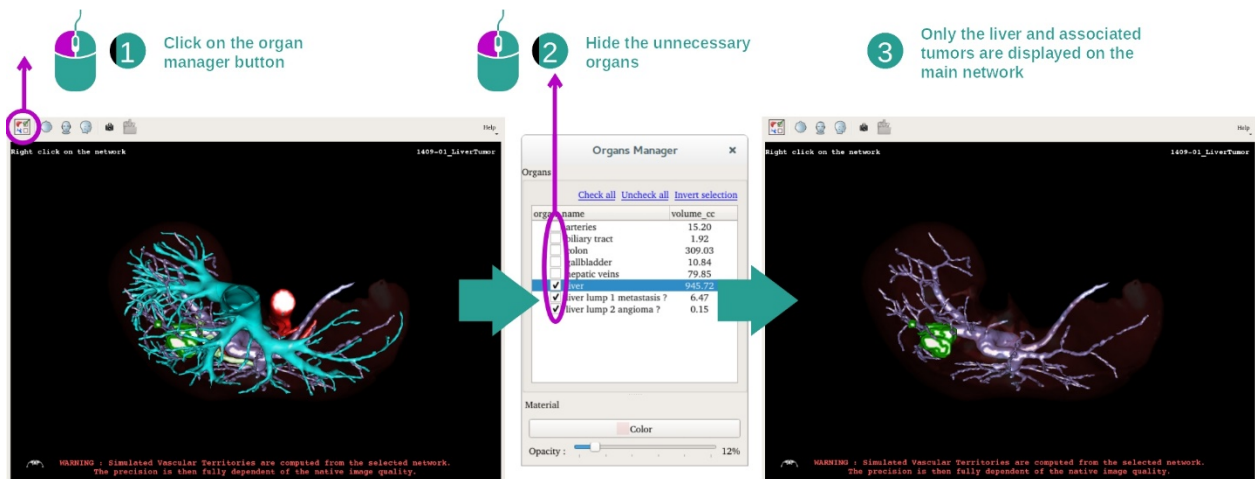 1 Click on the organ
manager button
2 Hide the unnecessary
organs
3 Only the liver and associated
tumors are displayed on the
main network
Help
Right click on the network 1409-01_LiverTumor
WARNING : Simulated Vascular Territories are computed from the selected network.
The precision is then fully dependent of the native image quality.
Organs Manager x
Organs
Check all Uncheck all Invert selection
name volume_cc
arteries 15.20
biliary tract 1.92
colon 309.03
gallbladder 10.84
hepatic veins 79.85
liver 945.72
liver lump 1 metastasis ? 6.47
liver lump 2 angioma ? 0.15
Material
Color
Opacity : 12%
Help
Right click on the network 1409-01_LiverTumor
WARNING : Simulated Vascular Territories are computed from the selected network.
The precision is then fully dependent of the native image quality.